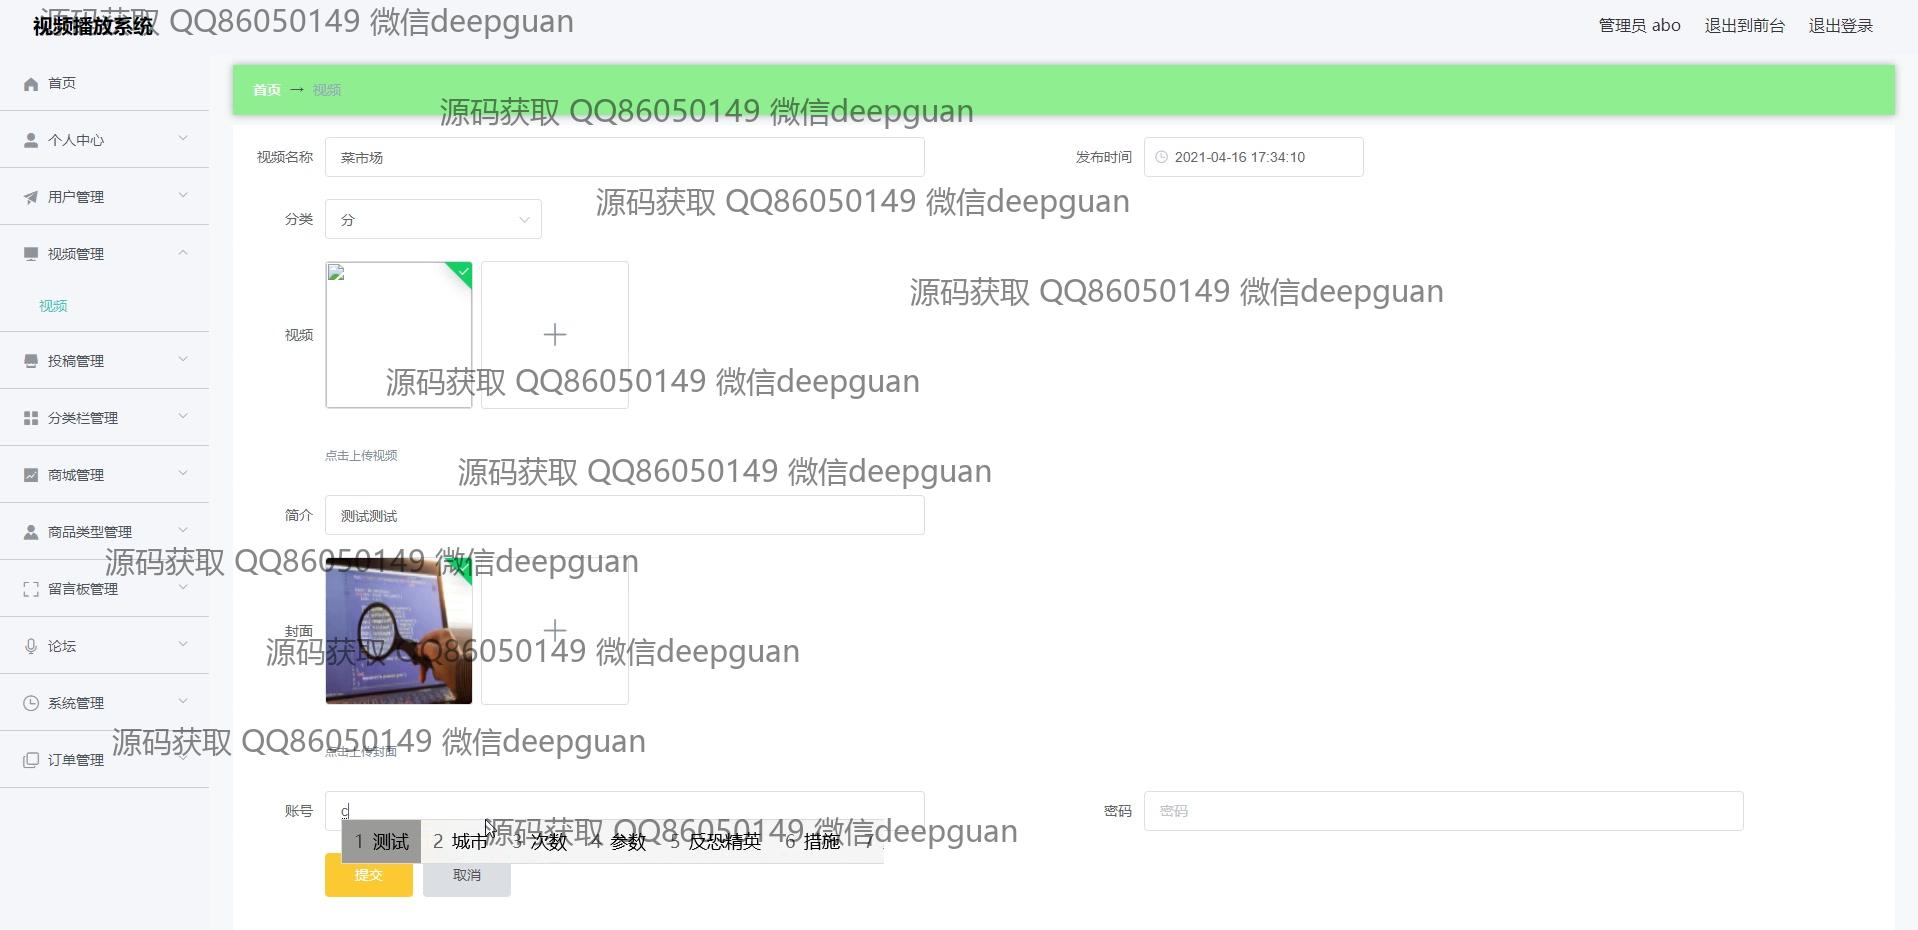 视频播放系统
源码获取 QQ86050149 微信deepguan
管理员 abo 退出到前台 退出登录
首页
个人中心
用户管理
视频管理
视频
投稿管理
分类栏管理
商城管理
商品类型管理
留言板管理
论坛
系统管理
订单管理
首页 → 视频
源码获取 QQ86050149 微信deepguan
视频名称 菜市场 发布时间 2021-04-16 17:34:10
源码获取 QQ86050149 微信deepguan
分类 分
源码获取 QQ86050149 微信deepguan
视频
源码获取 QQ86050149 微信deepguan
点击上传视频
源码获取 QQ86050149 微信deepguan
简介 测试测试
源码获取 QQ86050149 微信deepguan
封面
源码获取 QQ86050149 微信deepguan
源码获取 QQ86050149 微信deepguan
点击上传封面
账号 c 密码 密码
源码获取 QQ86050149 微信deepguan
1 测试 2 城市 3 次数 4 参数 5 反恐精英 6 措施 7
提交 取消